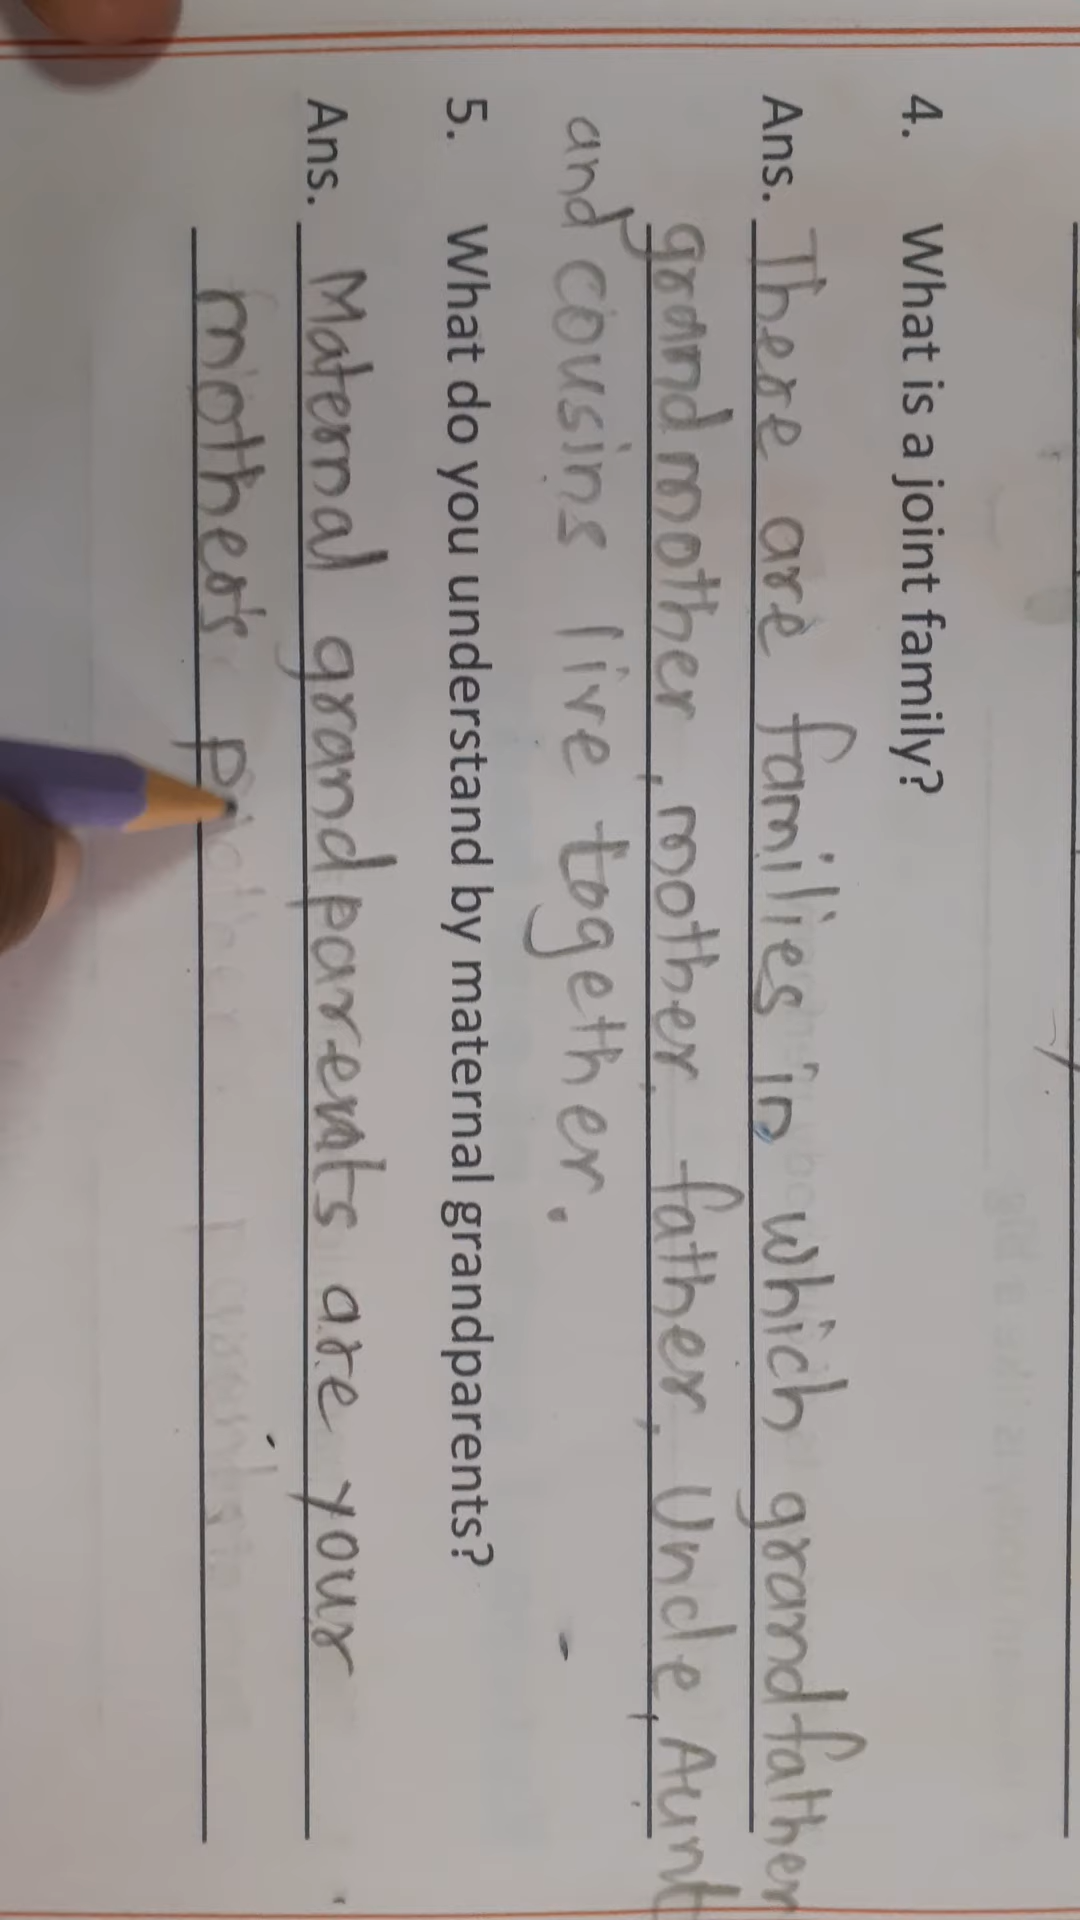 4. What is a joint family?
Ans. There are families in which grandfather
grandmother, mother, father, Uncle, Aunt
and cousins live together.
5. What do you understand by maternal grandparents?
Ans. Maternal grandparents are your
mother's p